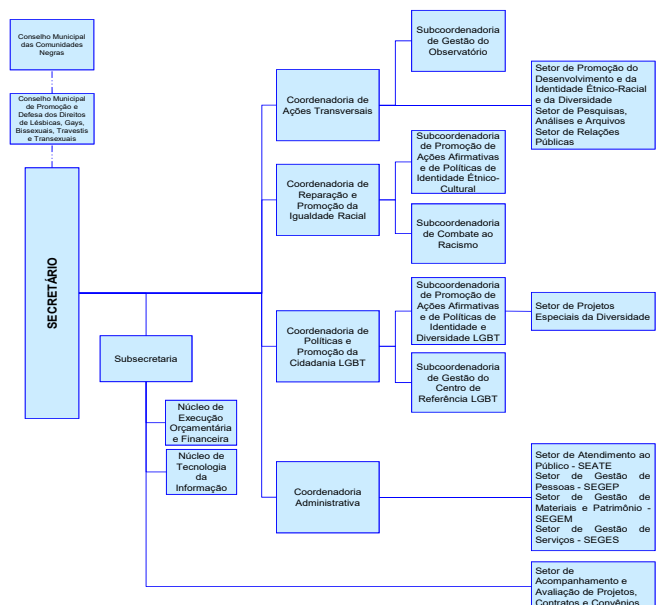 Conselho Municipal
das Comunidades
Negras
Conselho Municipal
de Promoção e
Defesa dos Direitos
de Lésbicas, Gays,
Bissexuais, Travestis
e Transexuais
SECRETÁRIO
Subsecretaria
Núcleo de
Execução
Orçamentária
e Financeira
Núcleo de
Tecnologia
da
Informação
Coordenadoria de
Ações Transversais
Coordenadoria de
Reparação e
Promoção da
Igualdade Racial
Coordenadoria de
Políticas e
Promoção da
Cidadania LGBT
Coordenadoria
Administrativa
Subcoordenadoria
de Gestão do
Observatório
Subcoordenadoria
de Promoção de
Ações Afirmativas
e de Políticas de
Identidade Étnico-
Cultural
Subcoordenadoria
de Combate ao
Racismo
Subcoordenadoria
de Promoção de
Ações Afirmativas
e de Políticas de
Identidade e
Diversidade LGBT
Subcoordenadoria
de Gestão do
Centro de
Referência LGBT
Setor de Promoção do
Desenvolvimento e da
Identidade Étnico-Racial
e da Diversidade
Setor de Pesquisas,
Análises e Arquivos
Setor de Relações
Públicas
Setor de Projetos
Especiais da Diversidade
Setor de Atendimento ao
Público - SEATE
Setor de Gestão de
Pessoas - SEGEP
Setor de Gestão de
Materiais e Patrimônio -
SEGEM
Setor de Gestão de
Serviços - SEGES
Setor de
Acompanhamento e
Avaliação de Projetos,
Contratos e Convênios